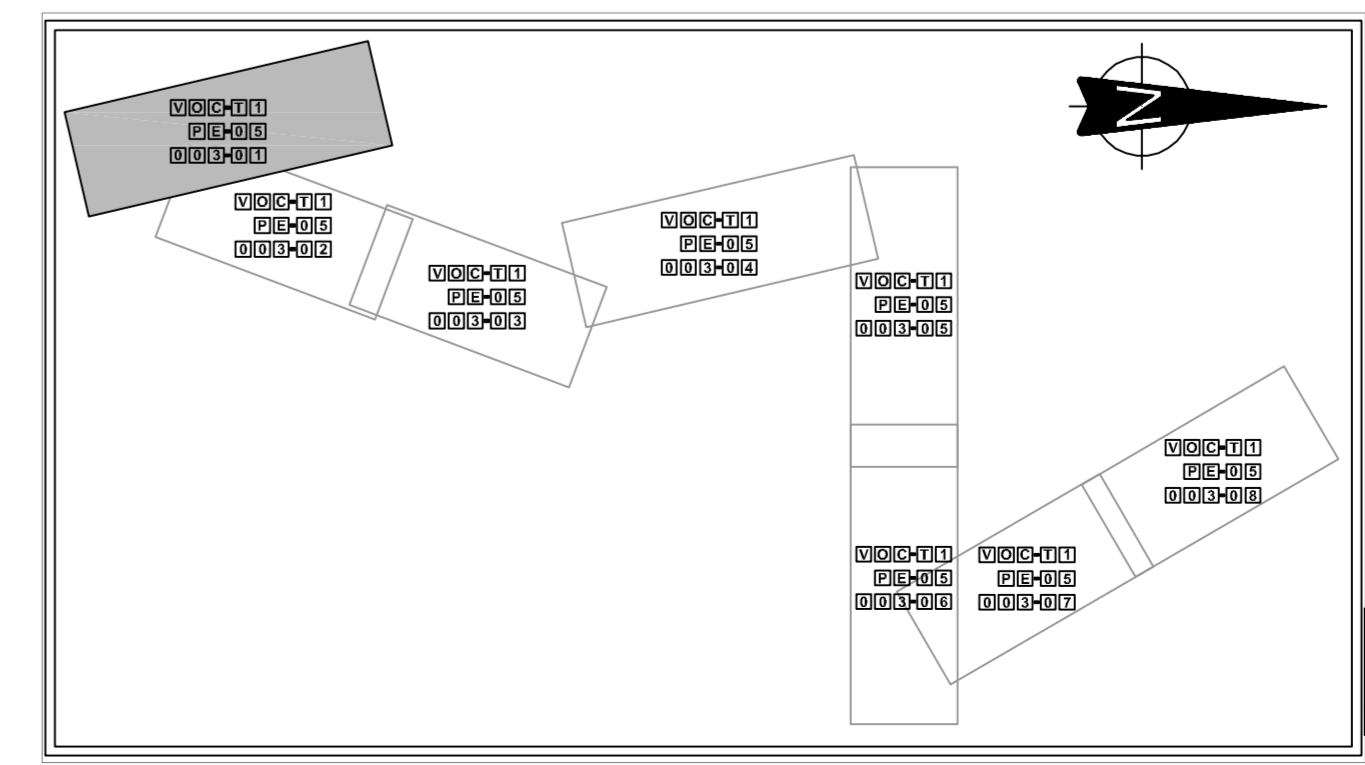 VOC-T1
PE-05
003-01
VOC-T1
PE-05
003-02
VOC-T1
PE-05
003-03
VOC-T1
PE-05
003-04
VOC-T1
PE-05
003-05
VOC-T1
PE-05
003-06
VOC-T1
PE-05
003-07
VOC-T1
PE-05
003-08
N